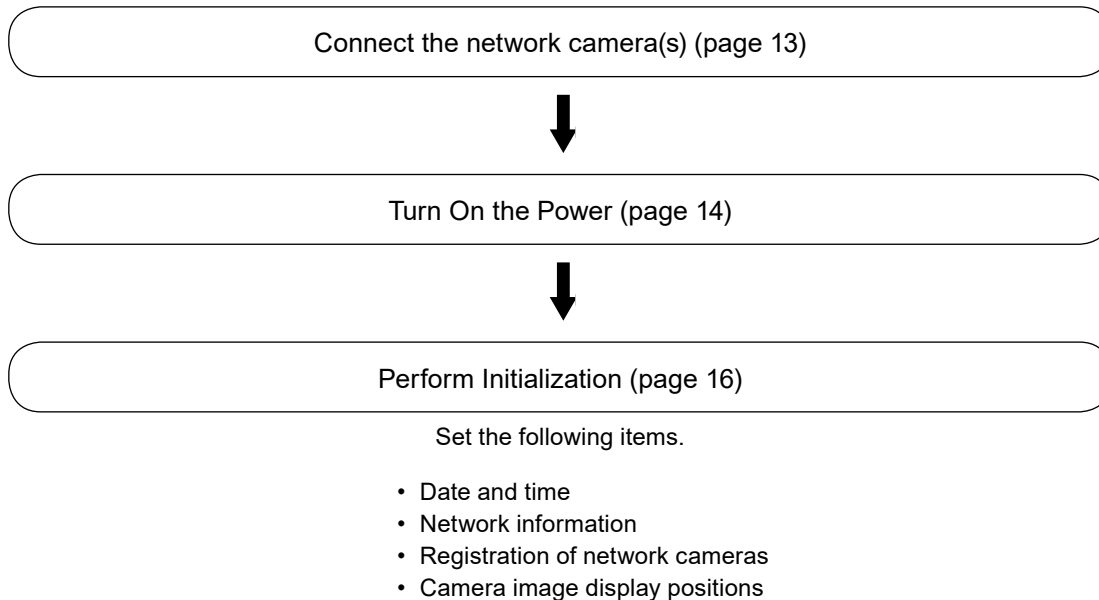 Connect the network camera(s) (page 13)
Turn On the Power (page 14)
Perform Initialization (page 16)
Set the following items.
• Date and time
• Network information
• Registration of network cameras
• Camera image display positions